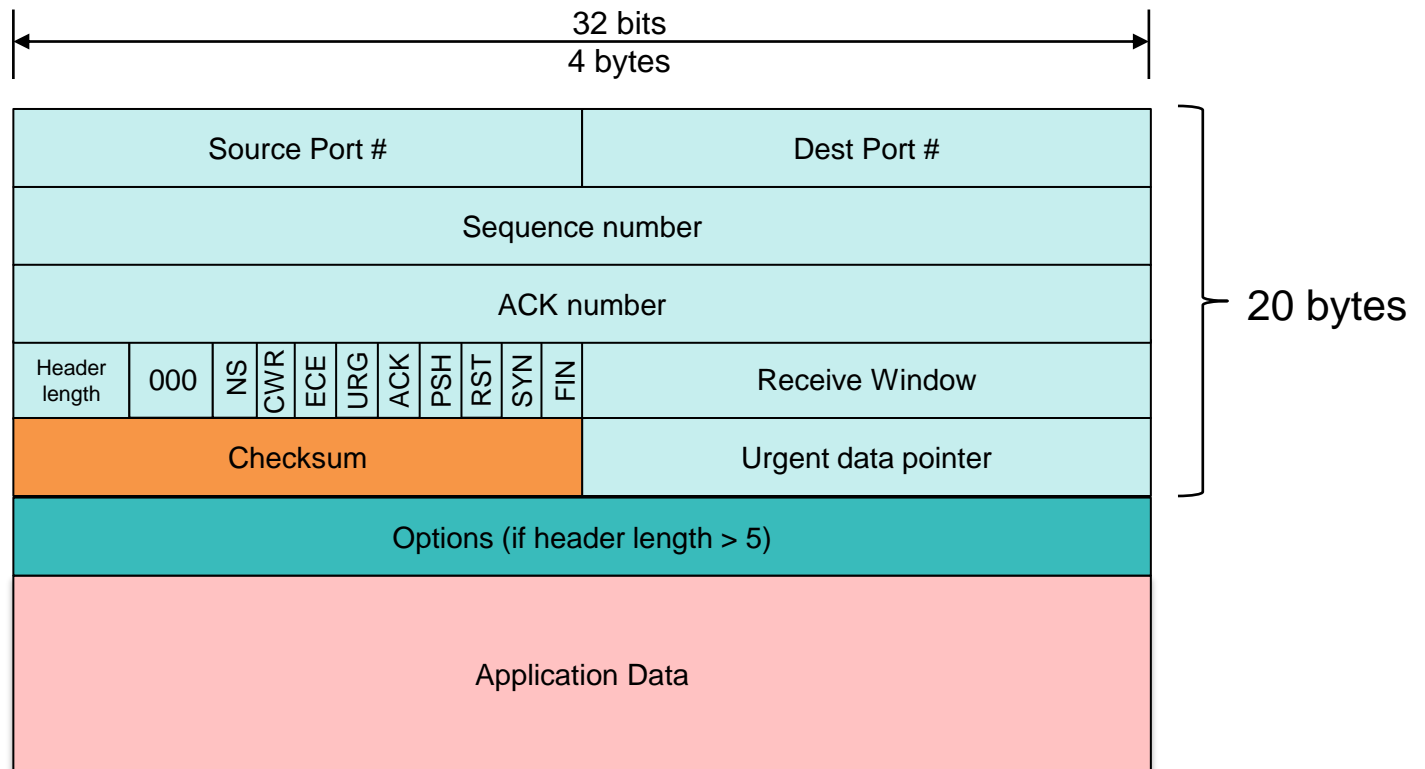 32 bits
4 bytes
Source Port #
Dest Port #
Sequence number
ACK number
20 bytes
Header
length
000
NS
CWR
ECE
URG
ACK
PSH
RST
SYN
FIN
Receive Window
Checksum
Urgent data pointer
Options (if header length > 5)
Application Data